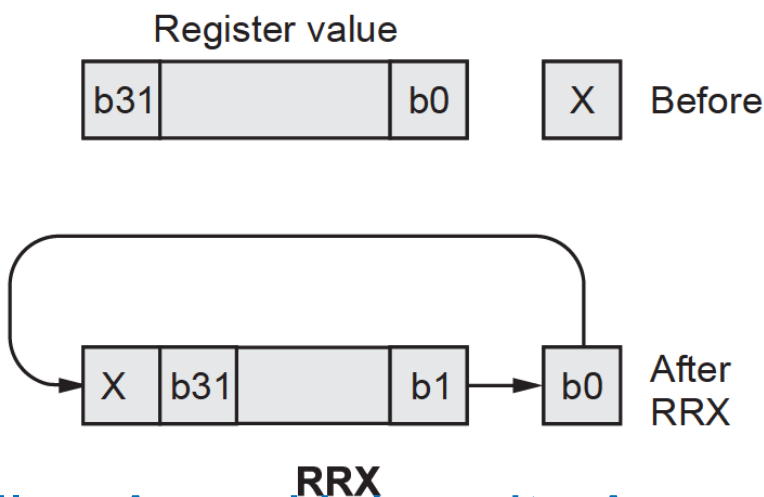 Register value
b31 b0 X Before
X b31 b1 b0 After
RRX
RRX